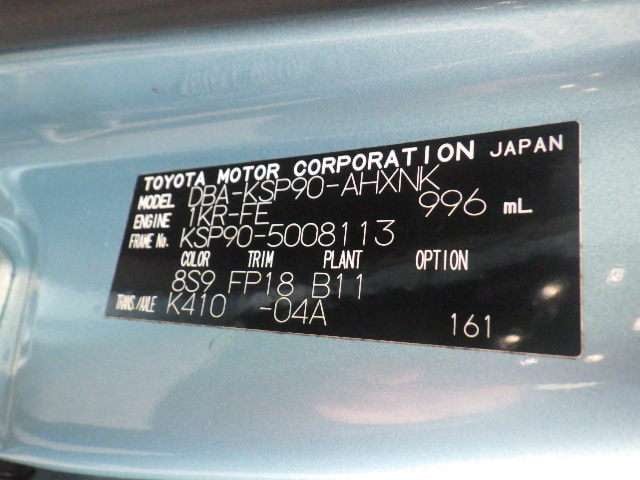 TOYOTA MOTOR CORPORATION JAPAN
MODEL DBA-KSP90-AHXNK
ENGINE 1KR-FE 996 mL
FRAME No. KSP90-5008113
COLOR TRIM PLANT OPTION
8S9 FP18 B11
TRANS./AXLE K410 -04A
161